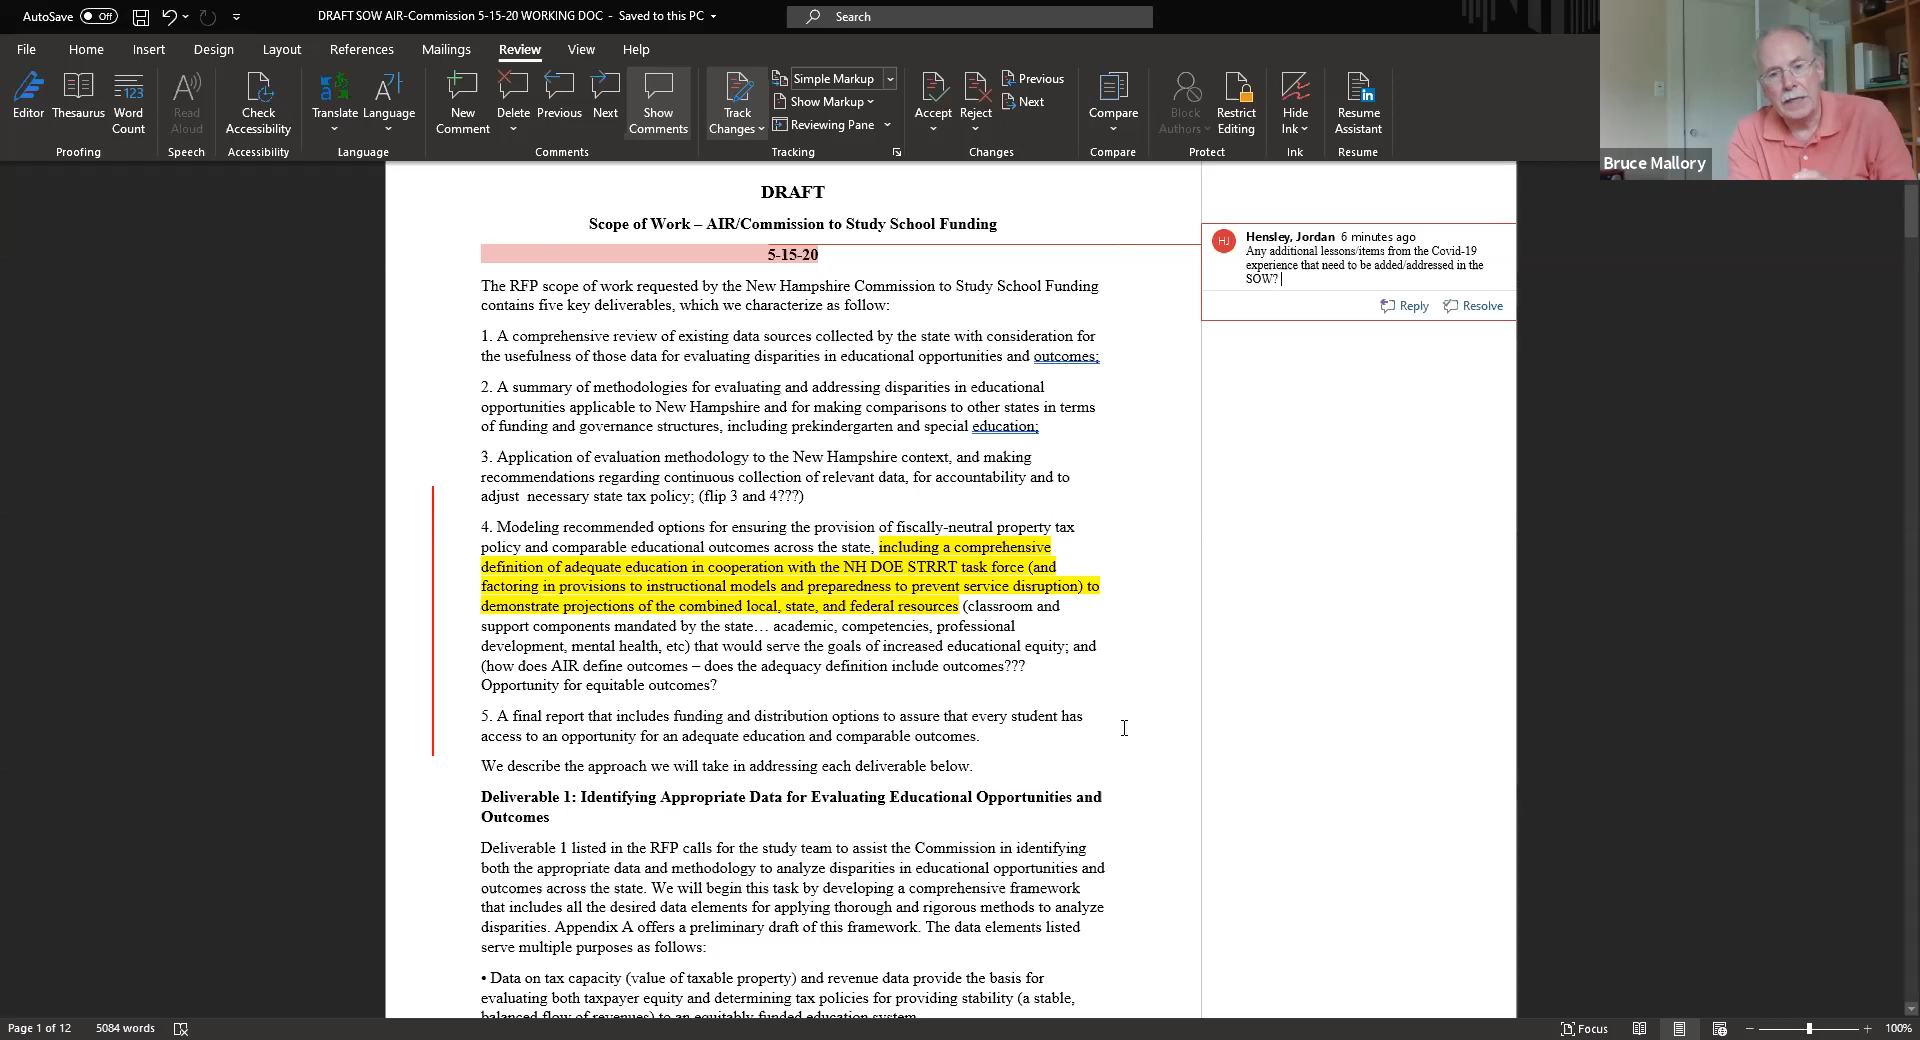 AutoSave Off DRAFT SOW AIR-Commission 5-15-20 WORKING DOC - Saved to this PC Search
File Home Insert Design Layout References Mailings Review View Help
Editor Thesaurus Word Count
Proofing
Read Aloud
Speech
Check Accessibility
Accessibility
Translate Language
Language
New Comment Delete Previous Next Show Comments
Comments
Track Changes
Simple Markup
Show Markup
Reviewing Pane
Tracking
Accept Reject
Previous
Next
Changes
Compare
Compare
Block Authors Restrict Editing
Protect
Hide Ink
Ink
Resume Assistant
Resume
Bruce Mallory
DRAFT
Scope of Work – AIR/Commission to Study School Funding
5-15-20
The RFP scope of work requested by the New Hampshire Commission to Study School Funding
contains five key deliverables, which we characterize as follow:
1. A comprehensive review of existing data sources collected by the state with consideration for
the usefulness of those data for evaluating disparities in educational opportunities and outcomes;
2. A summary of methodologies for evaluating and addressing disparities in educational
opportunities applicable to New Hampshire and for making comparisons to other states in terms
of funding and governance structures, including prekindergarten and special education;
3. Application of evaluation methodology to the New Hampshire context, and making
recommendations regarding continuous collection of relevant data, for accountability and to
adjust  necessary state tax policy; (flip 3 and 4???)
4. Modeling recommended options for ensuring the provision of fiscally-neutral property tax
policy and comparable educational outcomes across the state, including a comprehensive
definition of adequate education in cooperation with the NH DOE STRRT task force (and
factoring in provisions to instructional models and preparedness to prevent service disruption) to
demonstrate projections of the combined local, state, and federal resources (classroom and
support components mandated by the state… academic, competencies, professional
development, mental health, etc) that would serve the goals of increased educational equity; and
(how does AIR define outcomes – does the adequacy definition include outcomes???
Opportunity for equitable outcomes?
5. A final report that includes funding and distribution options to assure that every student has
access to an opportunity for an adequate education and comparable outcomes.
We describe the approach we will take in addressing each deliverable below.
Deliverable 1: Identifying Appropriate Data for Evaluating Educational Opportunities and
Outcomes
Deliverable 1 listed in the RFP calls for the study team to assist the Commission in identifying
both the appropriate data and methodology to analyze disparities in educational opportunities and
outcomes across the state. We will begin this task by developing a comprehensive framework
that includes all the desired data elements for applying thorough and rigorous methods to analyze
disparities. Appendix A offers a preliminary draft of this framework. The data elements listed
serve multiple purposes as follows:
• Data on tax capacity (value of taxable property) and revenue data provide the basis for
evaluating both taxpayer equity and determining tax policies for providing stability (a stable,
balanced flow of revenues) to an equitably funded education system
HJ Hensley, Jordan 6 minutes ago
Any additional lessons/items from the Covid-19
experience that need to be added/addressed in the
SOW?
Reply Resolve
Page 1 of 12 5084 words Focus 100%